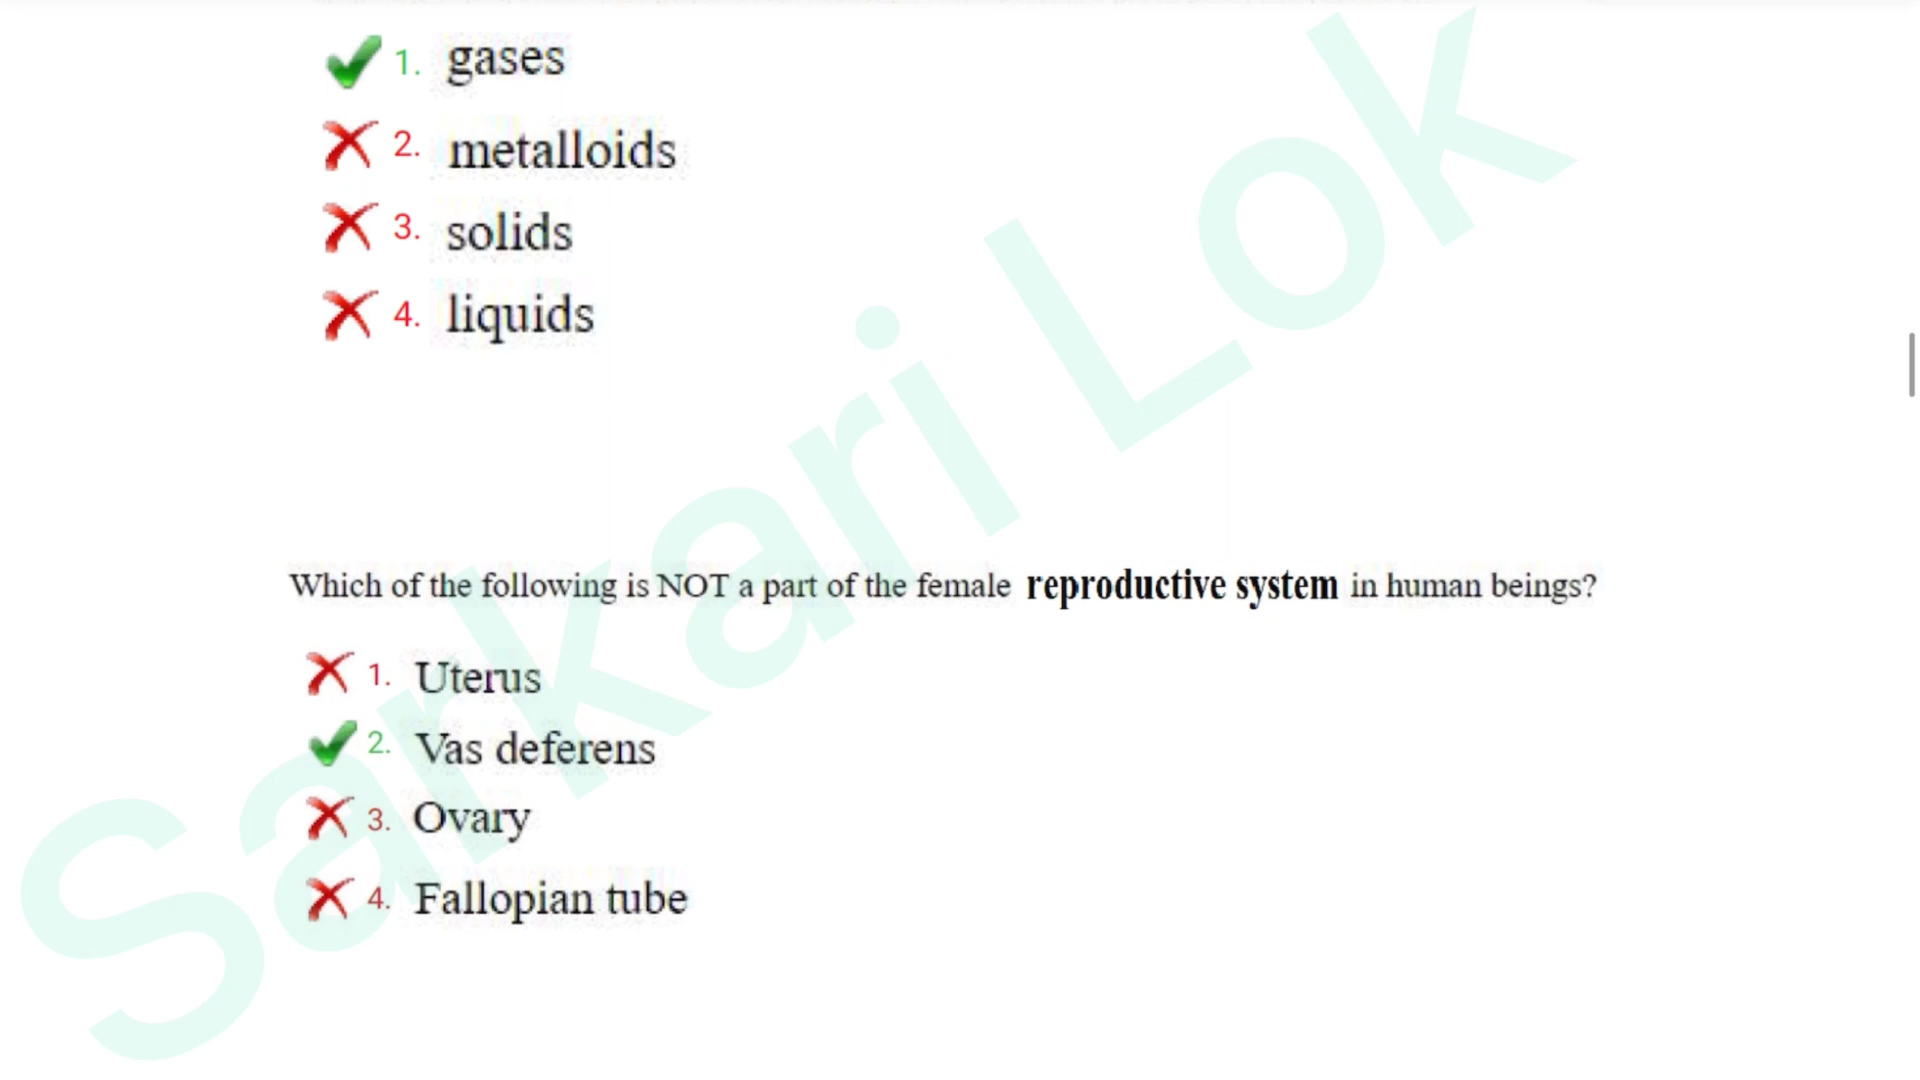 1. gases
2. metalloids
3. solids
4. liquids
Which of the following is NOT a part of the female reproductive system in human beings?
1. Uterus
2. Vas deferens
3. Ovary
4. Fallopian tube
Sarkari Lok